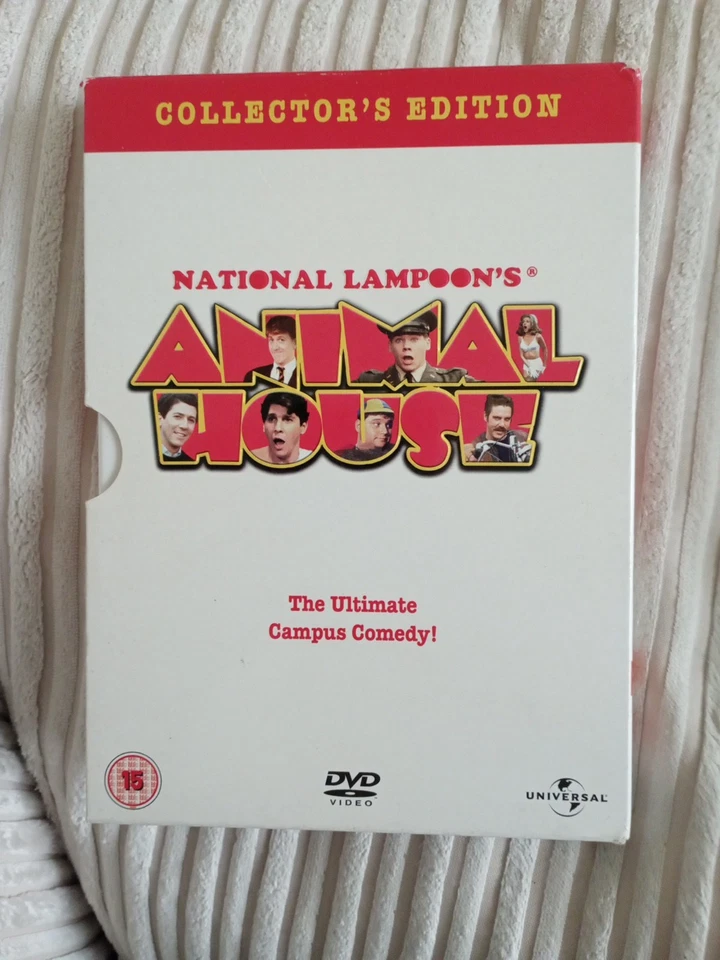 COLLECTOR'S EDITION
NATIONAL LAMPOON'S®
ANIMAL
HOUSE
The Ultimate
Campus Comedy!
15
DVD
VIDEO
UNIVERSAL